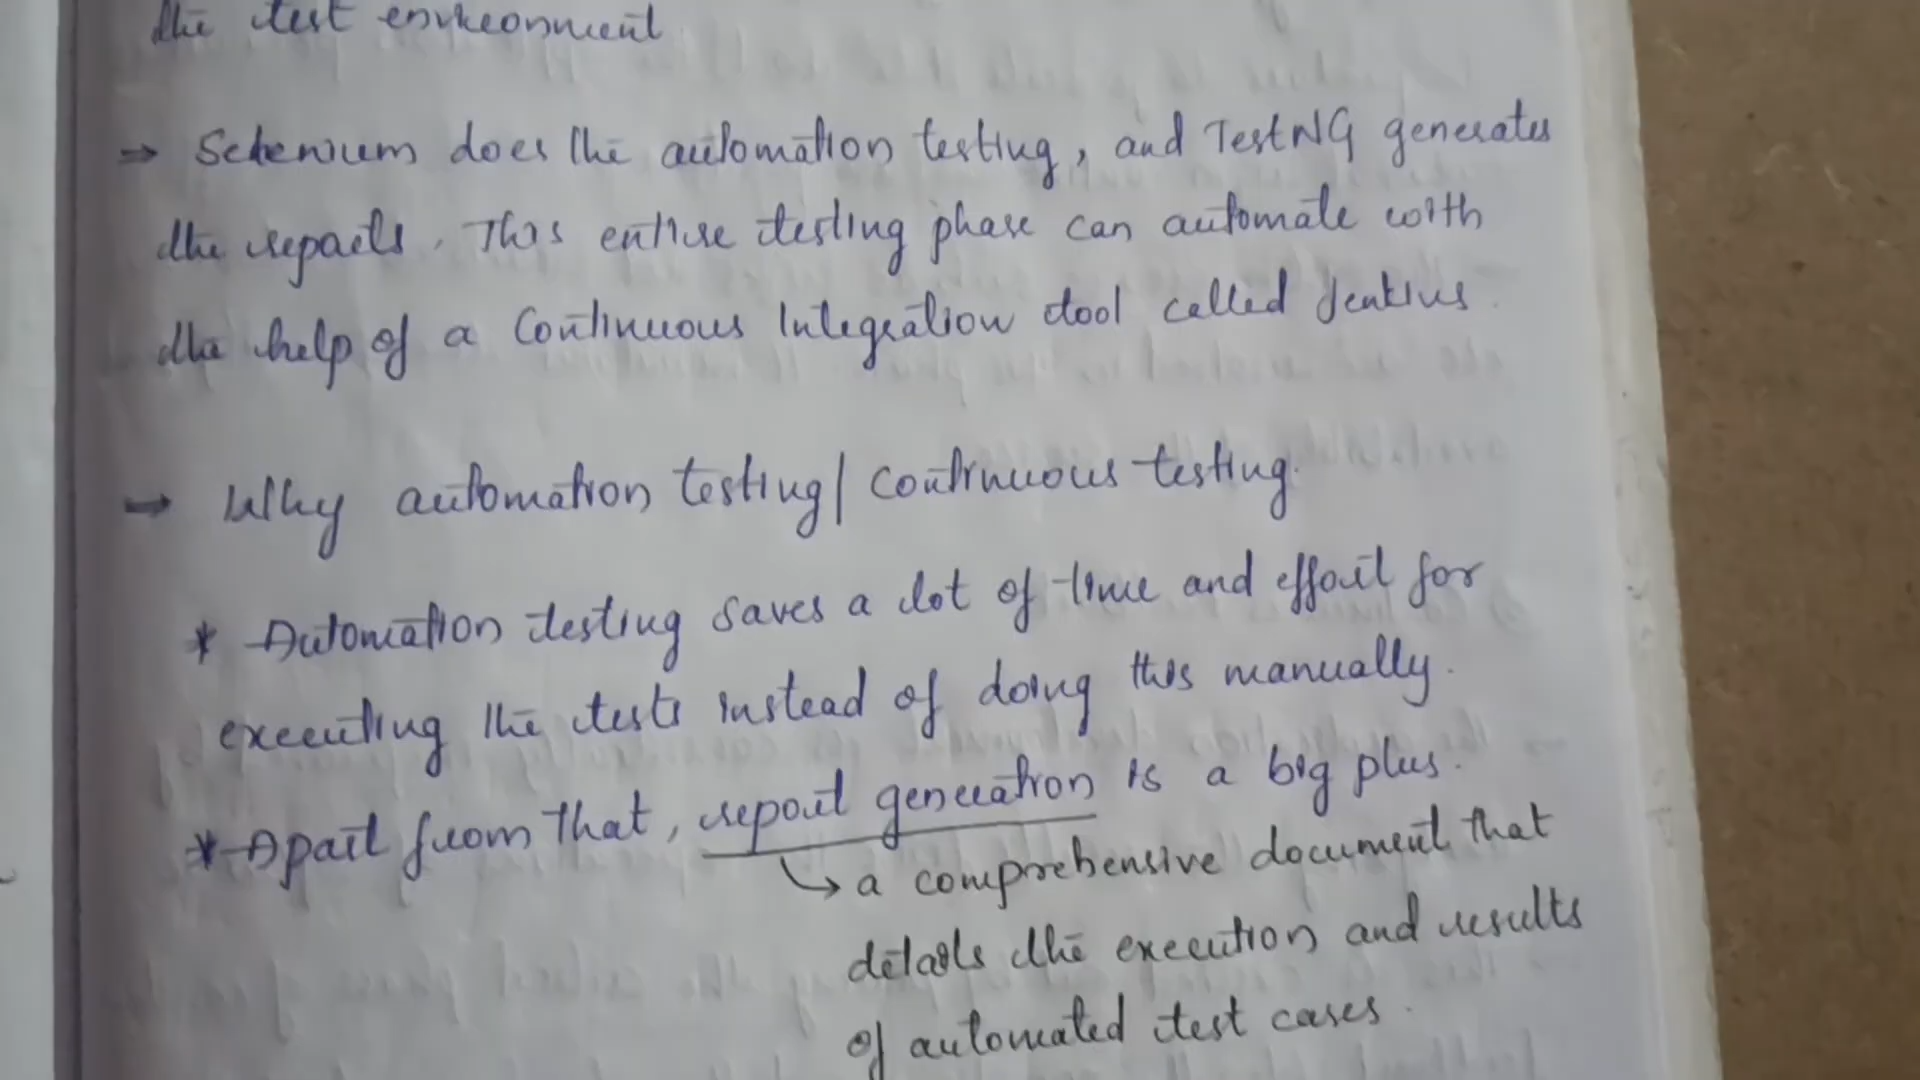 the test environment
→ Selenium does the automation testing, and TestNG generates
the reports. This entire testing phase can automate with
the help of a Continuous Integration tool called Jenkins.
→ Why automation testing/ continuous testing.
* Automation testing saves a lot of time and effort for
executing the tests instead of doing this manually.
* Apart from that, report generation is a big plus.
↳ a comprehensive document that
details the execution and results
of automated test cases.